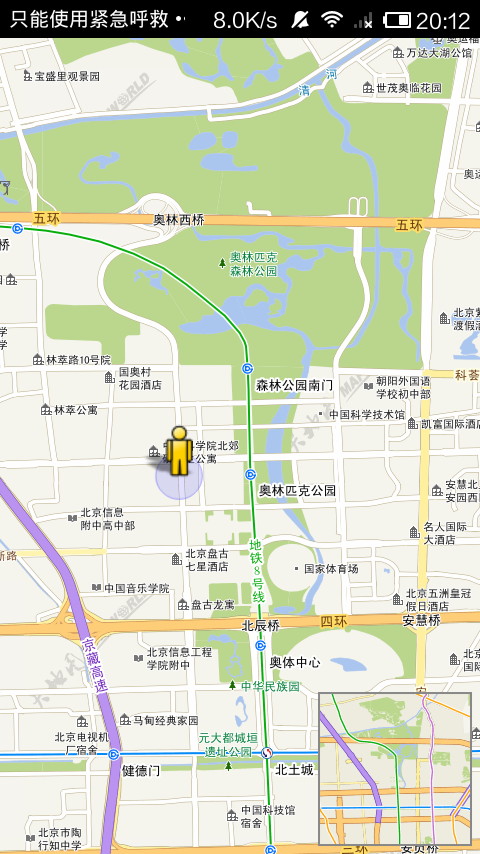 只能使用紧急呼救 ··
8.0K/s
20:12
奥运福
万达大湖公馆
河
清
宝盛里观景园
世茂奥临花园
五环
奥林西桥
五环
桥
奥林匹克
森林公园
林萃路10号院
国奥村
花园酒店
森林公园南门
朝阳外国语
学校初中部
科荟
林萃公寓
中国科学技术馆
凯富国际酒店
学院北郊
公寓
奥林匹克公园
安慧北
安园西
北京信息
附中高中部
名人国际
大酒店
地铁8号线
北京盘古
七星酒店
国家体育场
中国音乐学院
盘古龙寓
北京五洲皇冠
假日酒店
北辰桥
四环
安慧桥
京藏高速
北京信息工程
学院附中
奥体中心
中华民族园
马甸经典家园
北京电视机
厂宿舍
元大都城垣
遗址公园
健德门
北土城
中国科技馆
宿舍
北京市陶
行知中学
三环
安贞桥